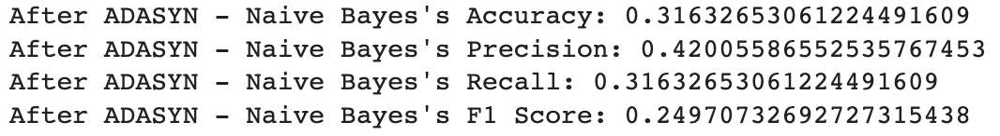 After ADASYN – Naive Bayes's Accuracy: 0.31632653061224491609
After ADASYN – Naive Bayes's Precision: 0.42005586552535767453
After ADASYN – Naive Bayes's Recall: 0.31632653061224491609
After ADASYN – Naive Bayes's F1 Score: 0.24970732692727315438